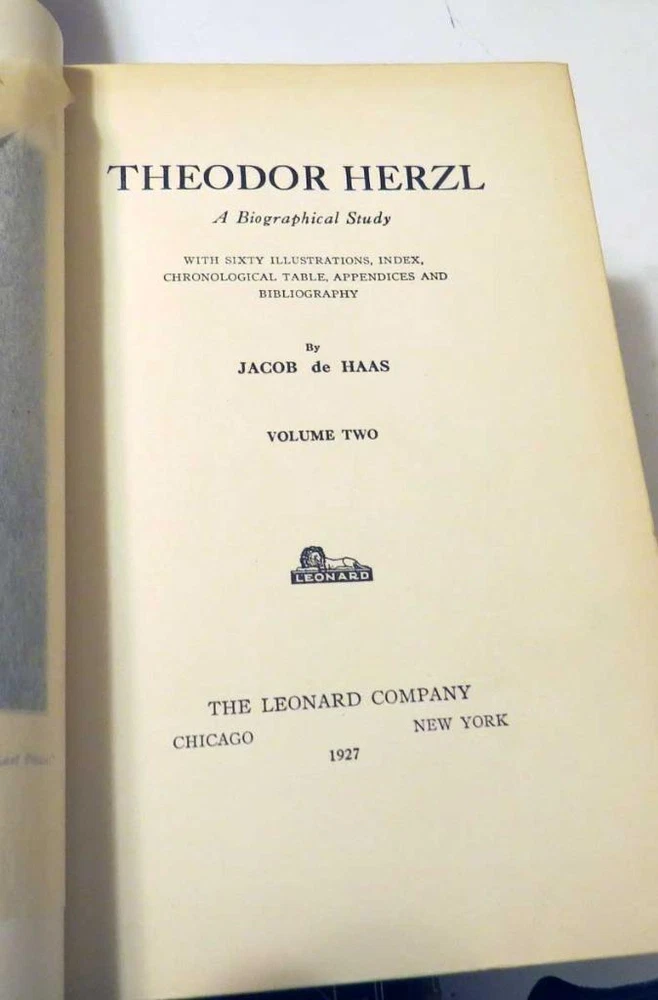 THEODOR HERZL
A Biographical Study
WITH SIXTY ILLUSTRATIONS, INDEX,
CHRONOLOGICAL TABLE, APPENDICES AND
BIBLIOGRAPHY
By
JACOB de HAAS
VOLUME TWO
LEONARD
THE LEONARD COMPANY
CHICAGO NEW YORK
1927